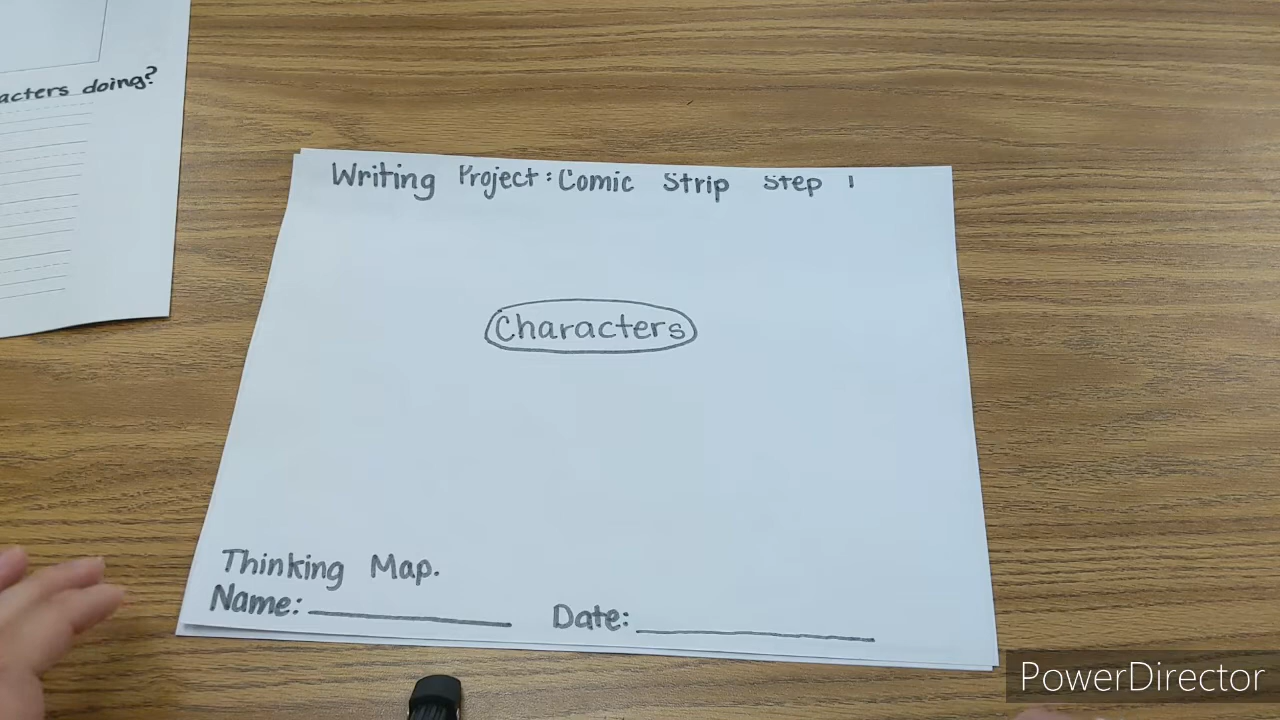 acters doing?
Writing Project: Comic Strip Step 1
Characters
Thinking Map.
Name:
Date:
PowerDirector